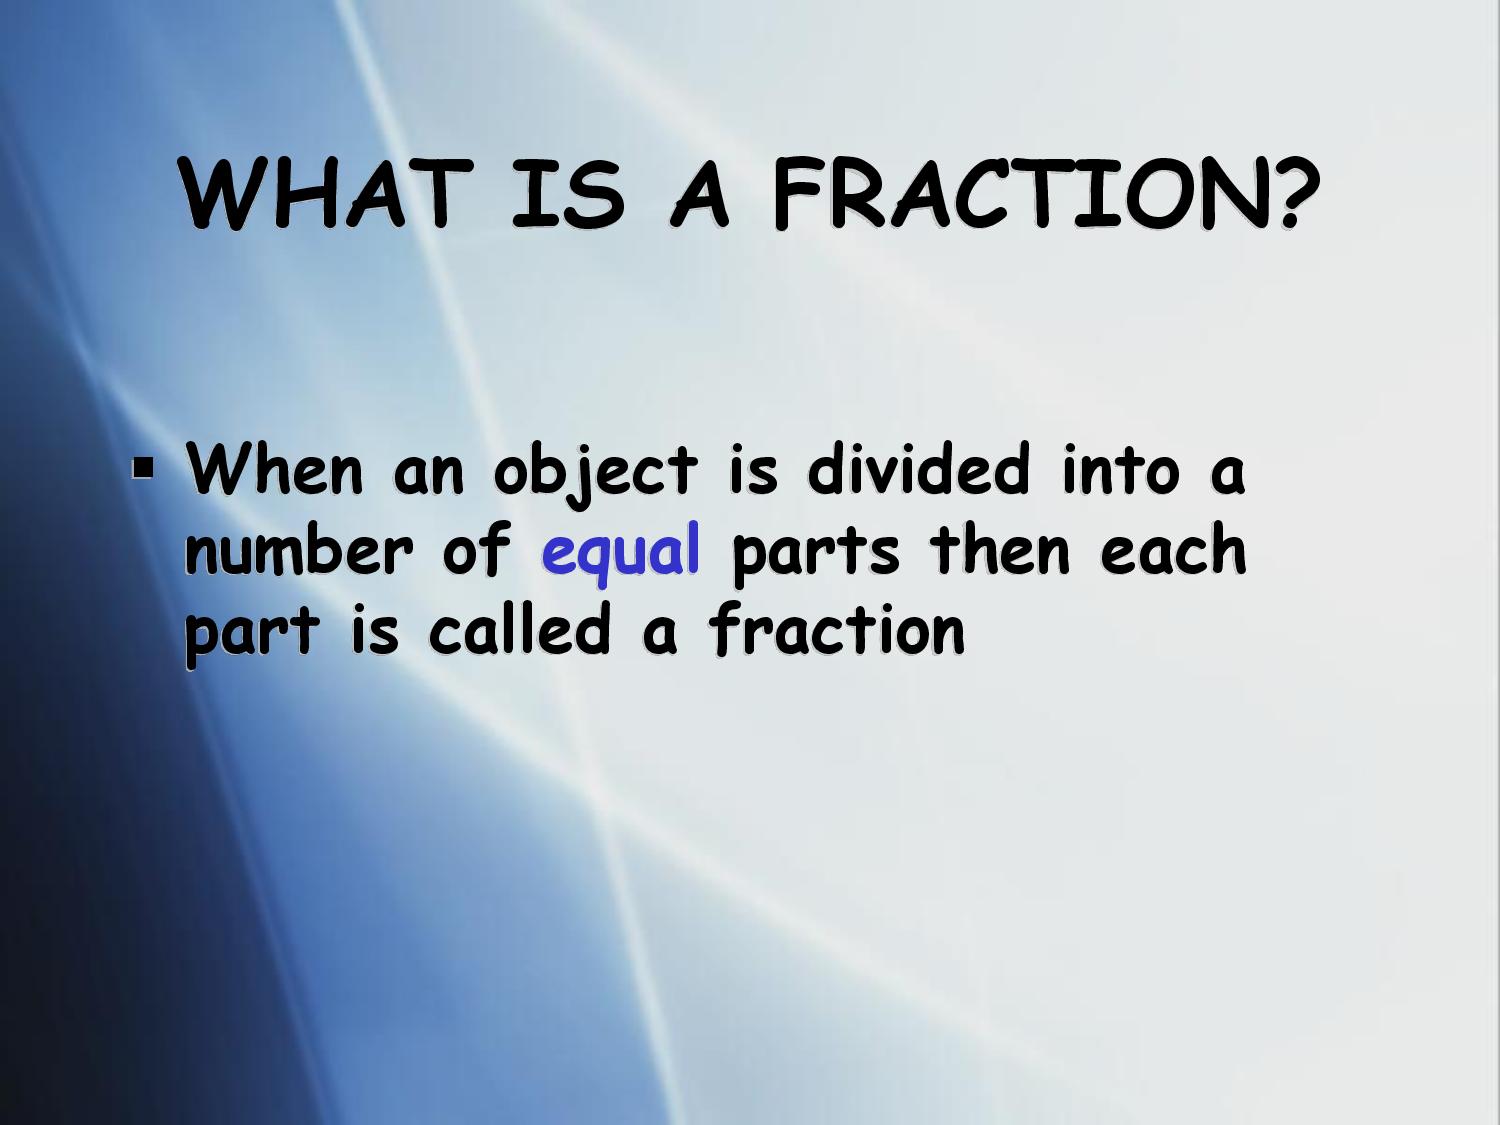 WHAT IS A FRACTION?
▪ When an object is divided into a
number of equal parts then each
part is called a fraction